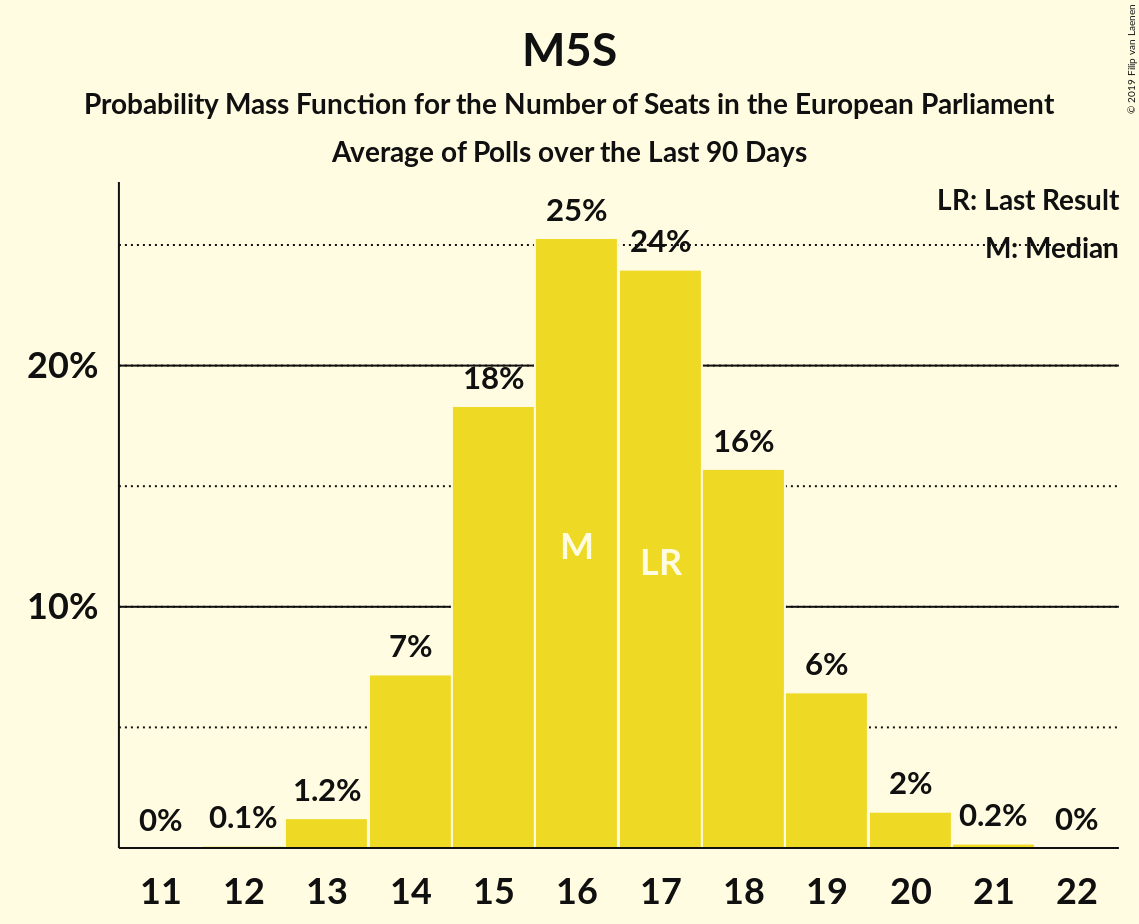 © 2019 Filip van Laenen
M5S
Probability Mass Function for the Number of Seats in the European Parliament
Average of Polls over the Last 90 Days
LR: Last Result
M: Median
20%
10%
0%
0.1%
1.2%
7%
18%
25%
24%
16%
6%
2%
0.2%
0%
M
LR
11 12 13 14 15 16 17 18 19 20 21 22